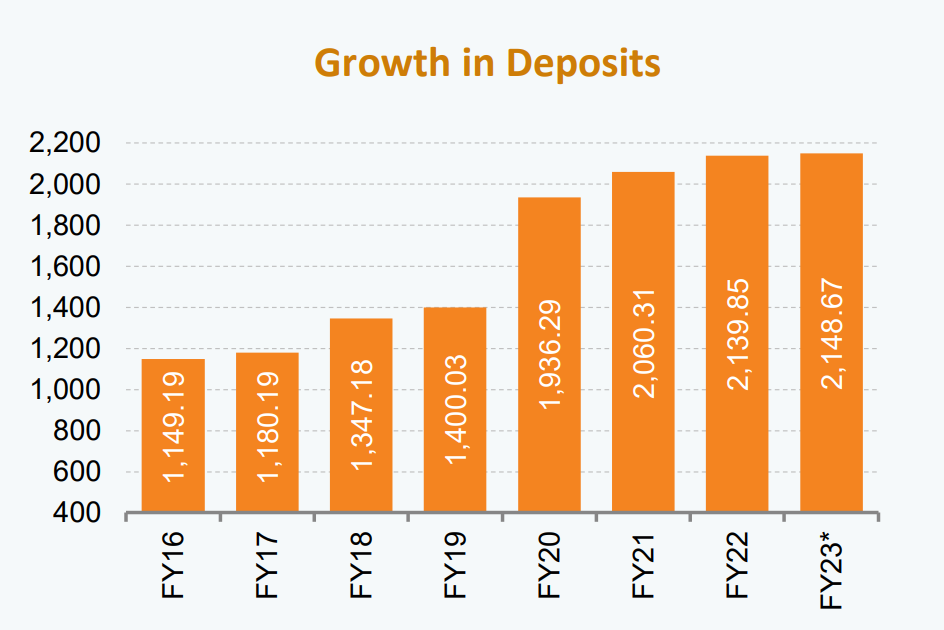 Growth in Deposits
2,200
2,000
1,800
1,600
1,400
1,200
1,000
800
600
400
1,149.19
1,180.19
1,347.18
1,400.03
1,936.29
2,060.31
2,139.85
2,148.67
FY16
FY17
FY18
FY19
FY20
FY21
FY22
FY23*